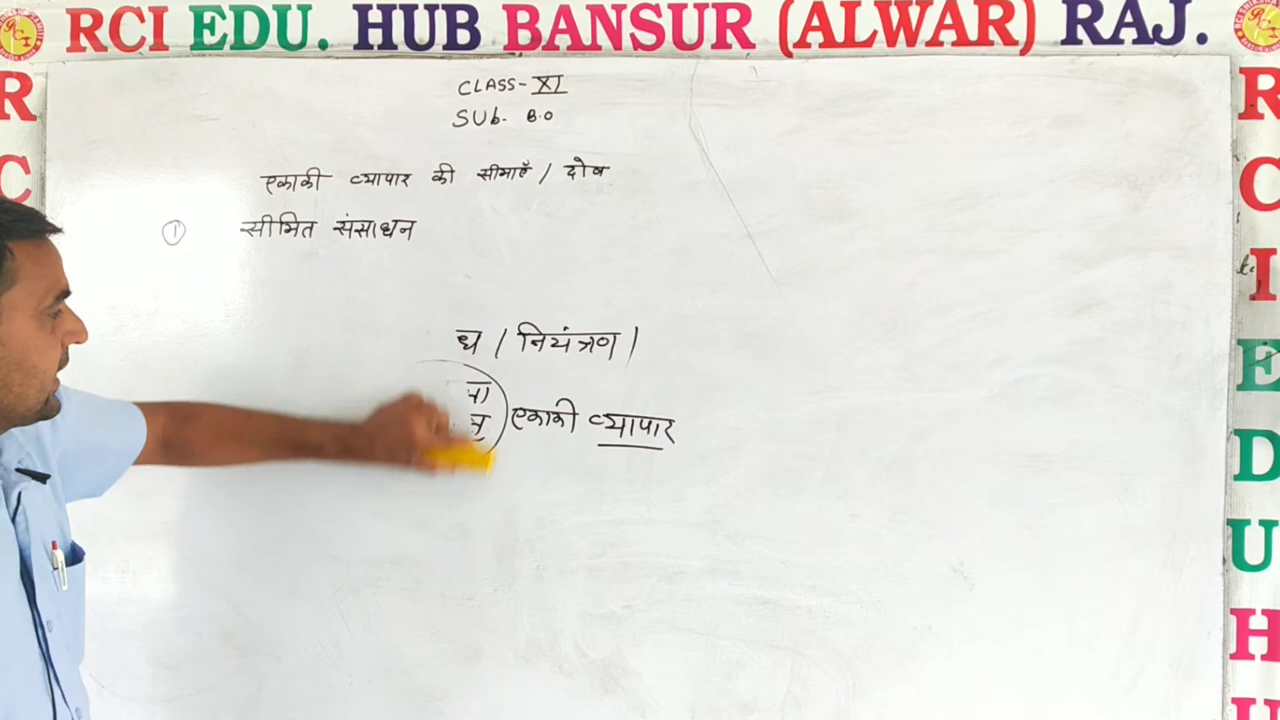 RCI EDU. HUB BANSUR (ALWAR) RAJ.
CLASS-XI
SUb. B.O
एकाकी व्यापार की सीमाएँ / दोष
① सीमित संसाधन
ध / नियंत्रण /
एकाकी व्यापार
R
C
R
C
I
E
D
U
H
U